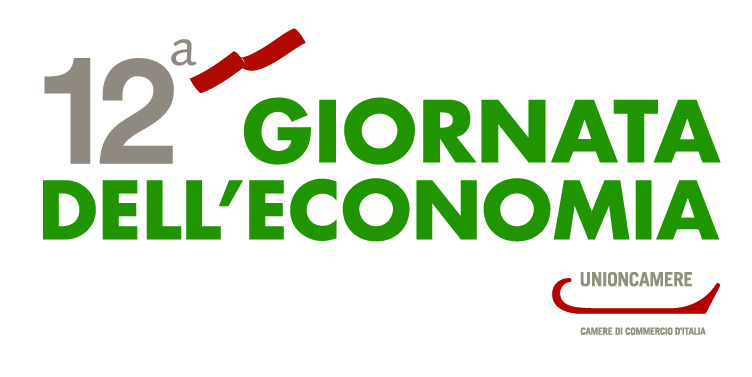 12ª GIORNATA
DELL'ECONOMIA
UNIONCAMERE
CAMERE DI COMMERCIO D'ITALIA